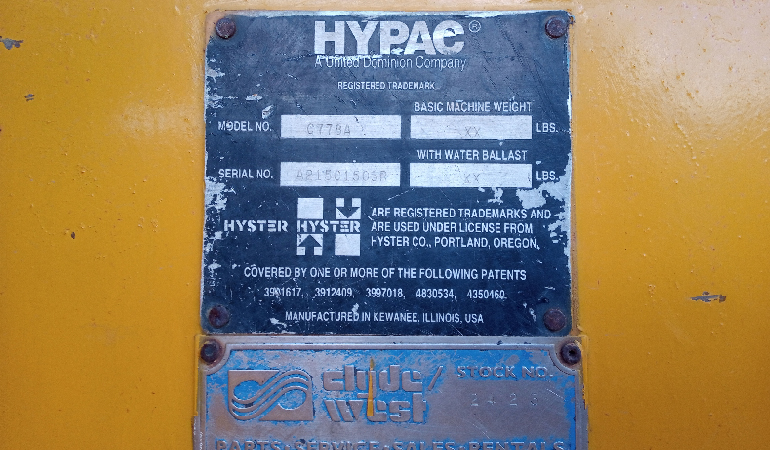 HYPAC®
A United Dominion Company
REGISTERED TRADEMARK
BASIC MACHINE WEIGHT
MODEL NO. C778A XX LBS.
WITH WATER BALLAST
SERIAL NO. XX LBS.
HYSTER HYSTER
ARE REGISTERED TRADEMARKS AND
ARE USED UNDER LICENSE FROM
HYSTER CO., PORTLAND, OREGON,
COVERED BY ONE OR MORE OF THE FOLLOWING PATENTS
3901617, 3912409, 3997018, 4830534, 4350460
MANUFACTURED IN KEWANEE, ILLINOIS, USA
clyde/
west
STOCK NO.
PARTS·SERVICE·SALES·RENTALS